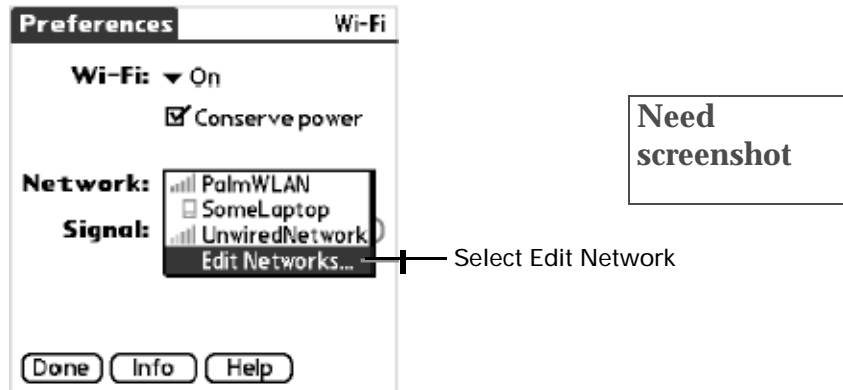 Preferences Wi-Fi
Wi-Fi: On
Conserve power
Need
screenshot
Network: PalmWLAN
SomeLaptop
Signal: UnwiredNetwork
Edit Networks...
Select Edit Network
Done Info Help